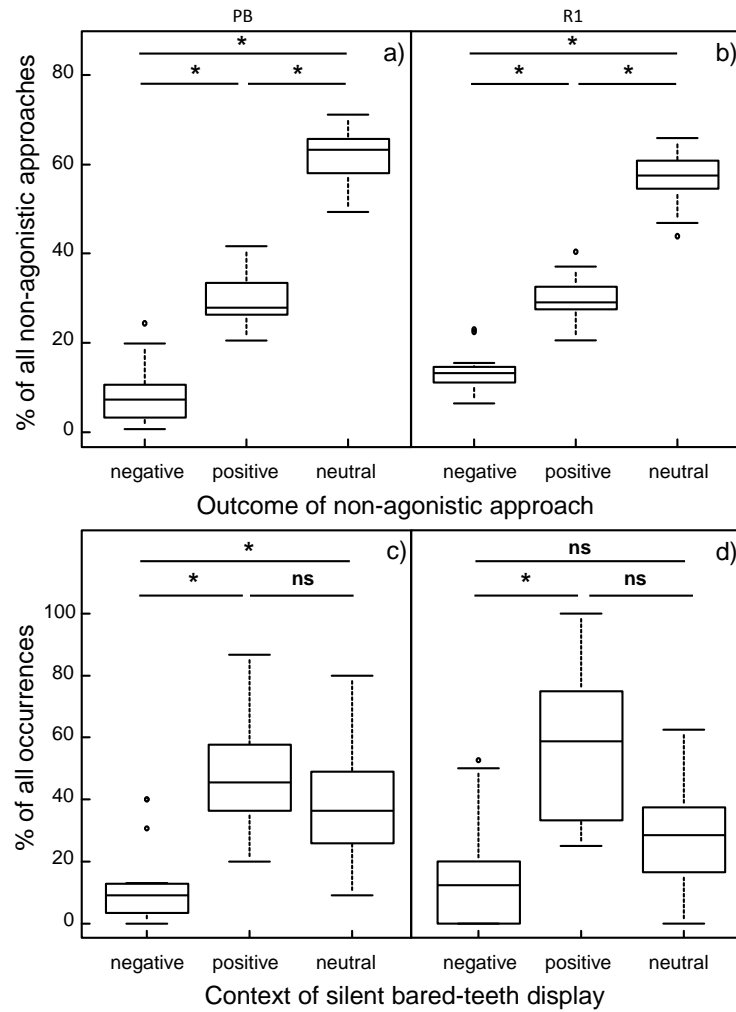 PB R1
* a) * b)
* * * *
% of all non-agonistic approaches
80
60
40
20
0
negative positive neutral negative positive neutral
Outcome of non-agonistic approach
* c) ns d)
* ns * ns
% of all occurrences
100
80
60
40
20
0
negative positive neutral negative positive neutral
Context of silent bared-teeth display